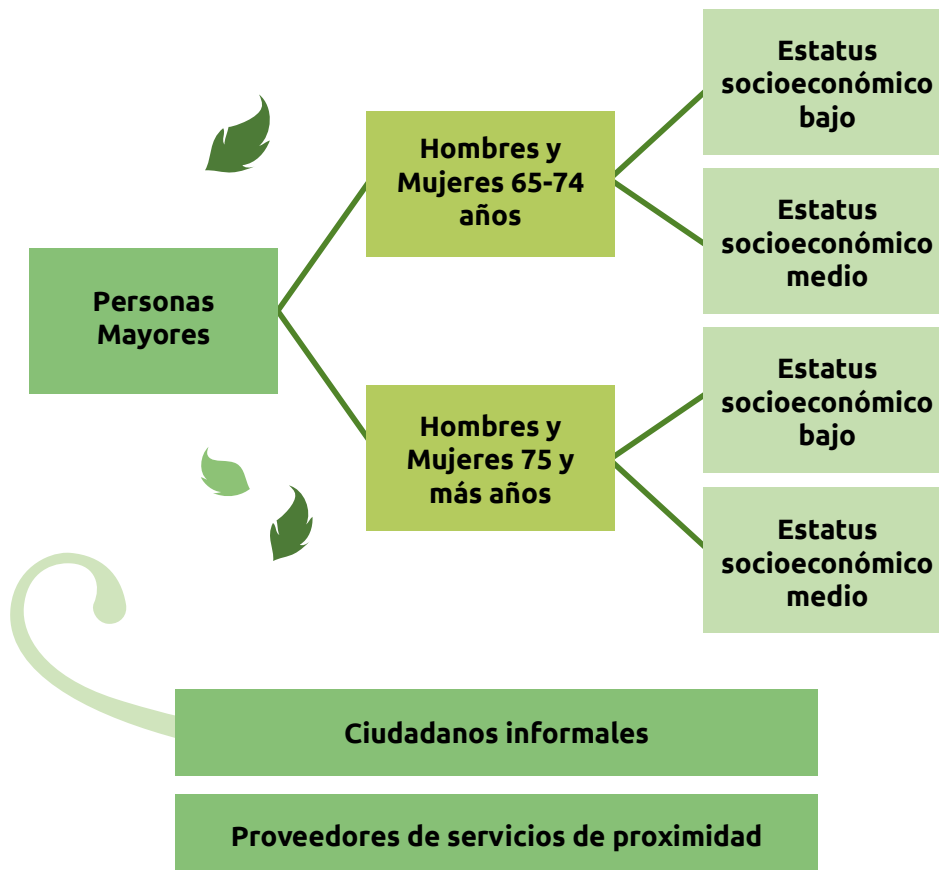 Personas
Mayores
Hombres y
Mujeres 65-74
años
Estatus
socioeconómico
bajo
Estatus
socioeconómico
medio
Hombres y
Mujeres 75 y
más años
Estatus
socioeconómico
bajo
Estatus
socioeconómico
medio
Ciudadanos informales
Proveedores de servicios de proximidad